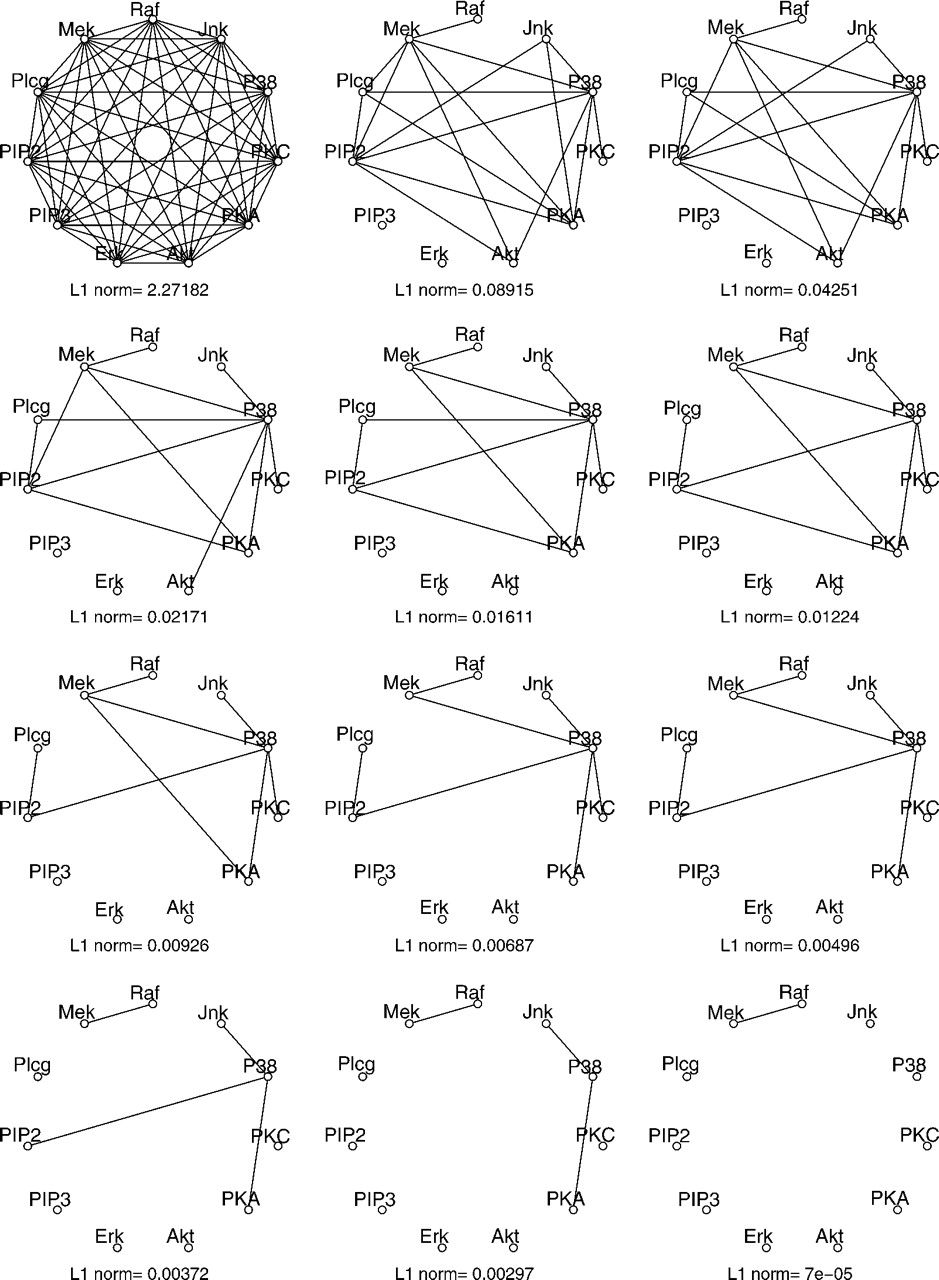 Raf
Mek
Jnk
Plcg
P38
PIP2
PKC
PIP3
PKA
Erk
Akt
L1 norm= 2.27182
Raf
Mek
Jnk
Plcg
P38
PIP2
PKC
PIP3
PKA
Erk
Akt
L1 norm= 0.08915
Raf
Mek
Jnk
Plcg
P38
PIP2
PKC
PIP3
PKA
Erk
Akt
L1 norm= 0.04251
Raf
Mek
Jnk
Plcg
P38
PIP2
PKC
PIP3
PKA
Erk
Akt
L1 norm= 0.02171
Raf
Mek
Jnk
Plcg
P38
PIP2
PKC
PIP3
PKA
Erk
Akt
L1 norm= 0.01611
Raf
Mek
Jnk
Plcg
P38
PIP2
PKC
PIP3
PKA
Erk
Akt
L1 norm= 0.01224
Raf
Mek
Jnk
Plcg
P38
PIP2
PKC
PIP3
PKA
Erk
Akt
L1 norm= 0.00926
Raf
Mek
Jnk
Plcg
P38
PIP2
PKC
PIP3
PKA
Erk
Akt
L1 norm= 0.00687
Raf
Mek
Jnk
Plcg
P38
PIP2
PKC
PIP3
PKA
Erk
Akt
L1 norm= 0.00496
Raf
Mek
Jnk
Plcg
P38
PIP2
PKC
PIP3
PKA
Erk
Akt
L1 norm= 0.00372
Raf
Mek
Jnk
Plcg
P38
PIP2
PKC
PIP3
PKA
Erk
Akt
L1 norm= 0.00297
Raf
Mek
Jnk
Plcg
P38
PIP2
PKC
PIP3
PKA
Erk
Akt
L1 norm= 7e−05